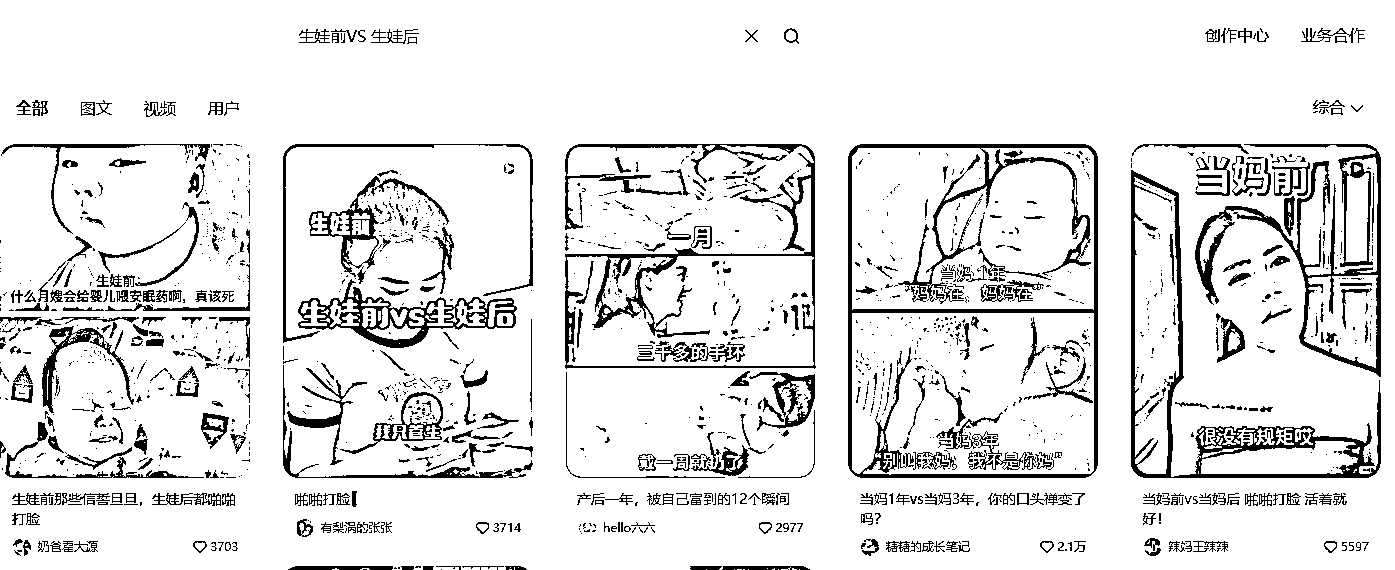 生娃前VS 生娃后
创作中心 业务合作
全部 图文 视频 用户
综合
生娃前:
什么月嫂会给婴儿喂安眠药啊，真该死
生娃前那些信誓旦旦，生娃后都啪啪
打脸
奶爸霍大源
3703
生娃前
生娃前vs生娃后
我只管生
啪啪打脸
有梨涡的张张
3714
一月
三千多的手环
戴一周就扔了
产后一年，被自己富到的12个瞬间
hello六六
2977
当妈 1年
“妈妈在，妈妈在”
当妈3年
别叫我妈，我不是你妈”
当妈1年vs当妈3年，你的口头禅变了
吗？
糖糖的成长笔记
2.1万
当妈前
很没有规矩哎
当妈前vs当妈后 啪啪打脸 活着就
好！
辣妈王辣辣
5597